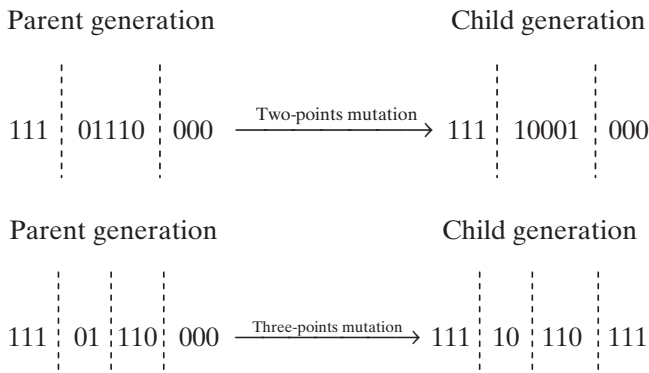 Parent generation Child generation
Two-points mutation
111 01110 000 111 10001 000
Parent generation Child generation
111 01 110 000 Three-points mutation 111 10 110 111